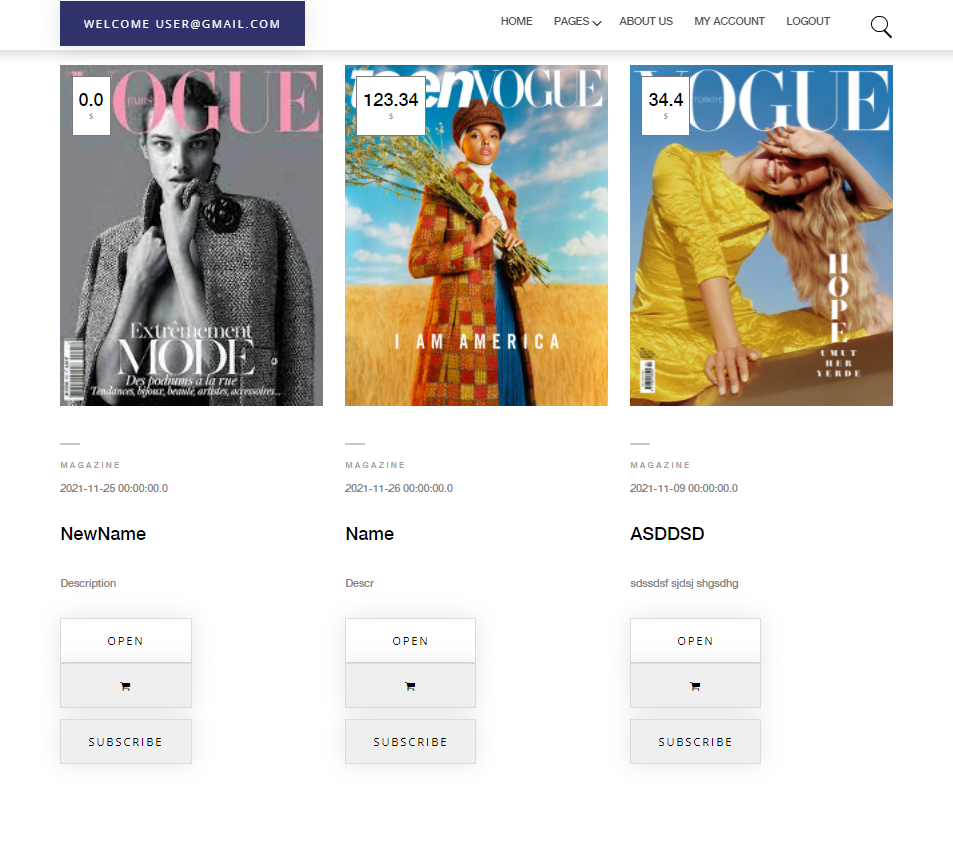 WELCOME USER@GMAIL.COM
HOME PAGES ABOUT US MY ACCOUNT LOGOUT
0.0
$
PARIS
VOGUE
Extrêmement
MODE
Des podiums a la rue
Tendances, bijoux, beauté, artistes, accessoires...
123.34
$
teenVOGUE
I AM AMERICA
34.4
$
TÜRKİYE
VOGUE
HOPE
UMUT
HER
YERDE
MAGAZINE
2021-11-25 00:00:00.0
NewName
Description
OPEN
SUBSCRIBE
MAGAZINE
2021-11-26 00:00:00.0
Name
Descr
OPEN
SUBSCRIBE
MAGAZINE
2021-11-09 00:00:00.0
ASDDSD
sdssdsf sjdsj shgsdhg
OPEN
SUBSCRIBE